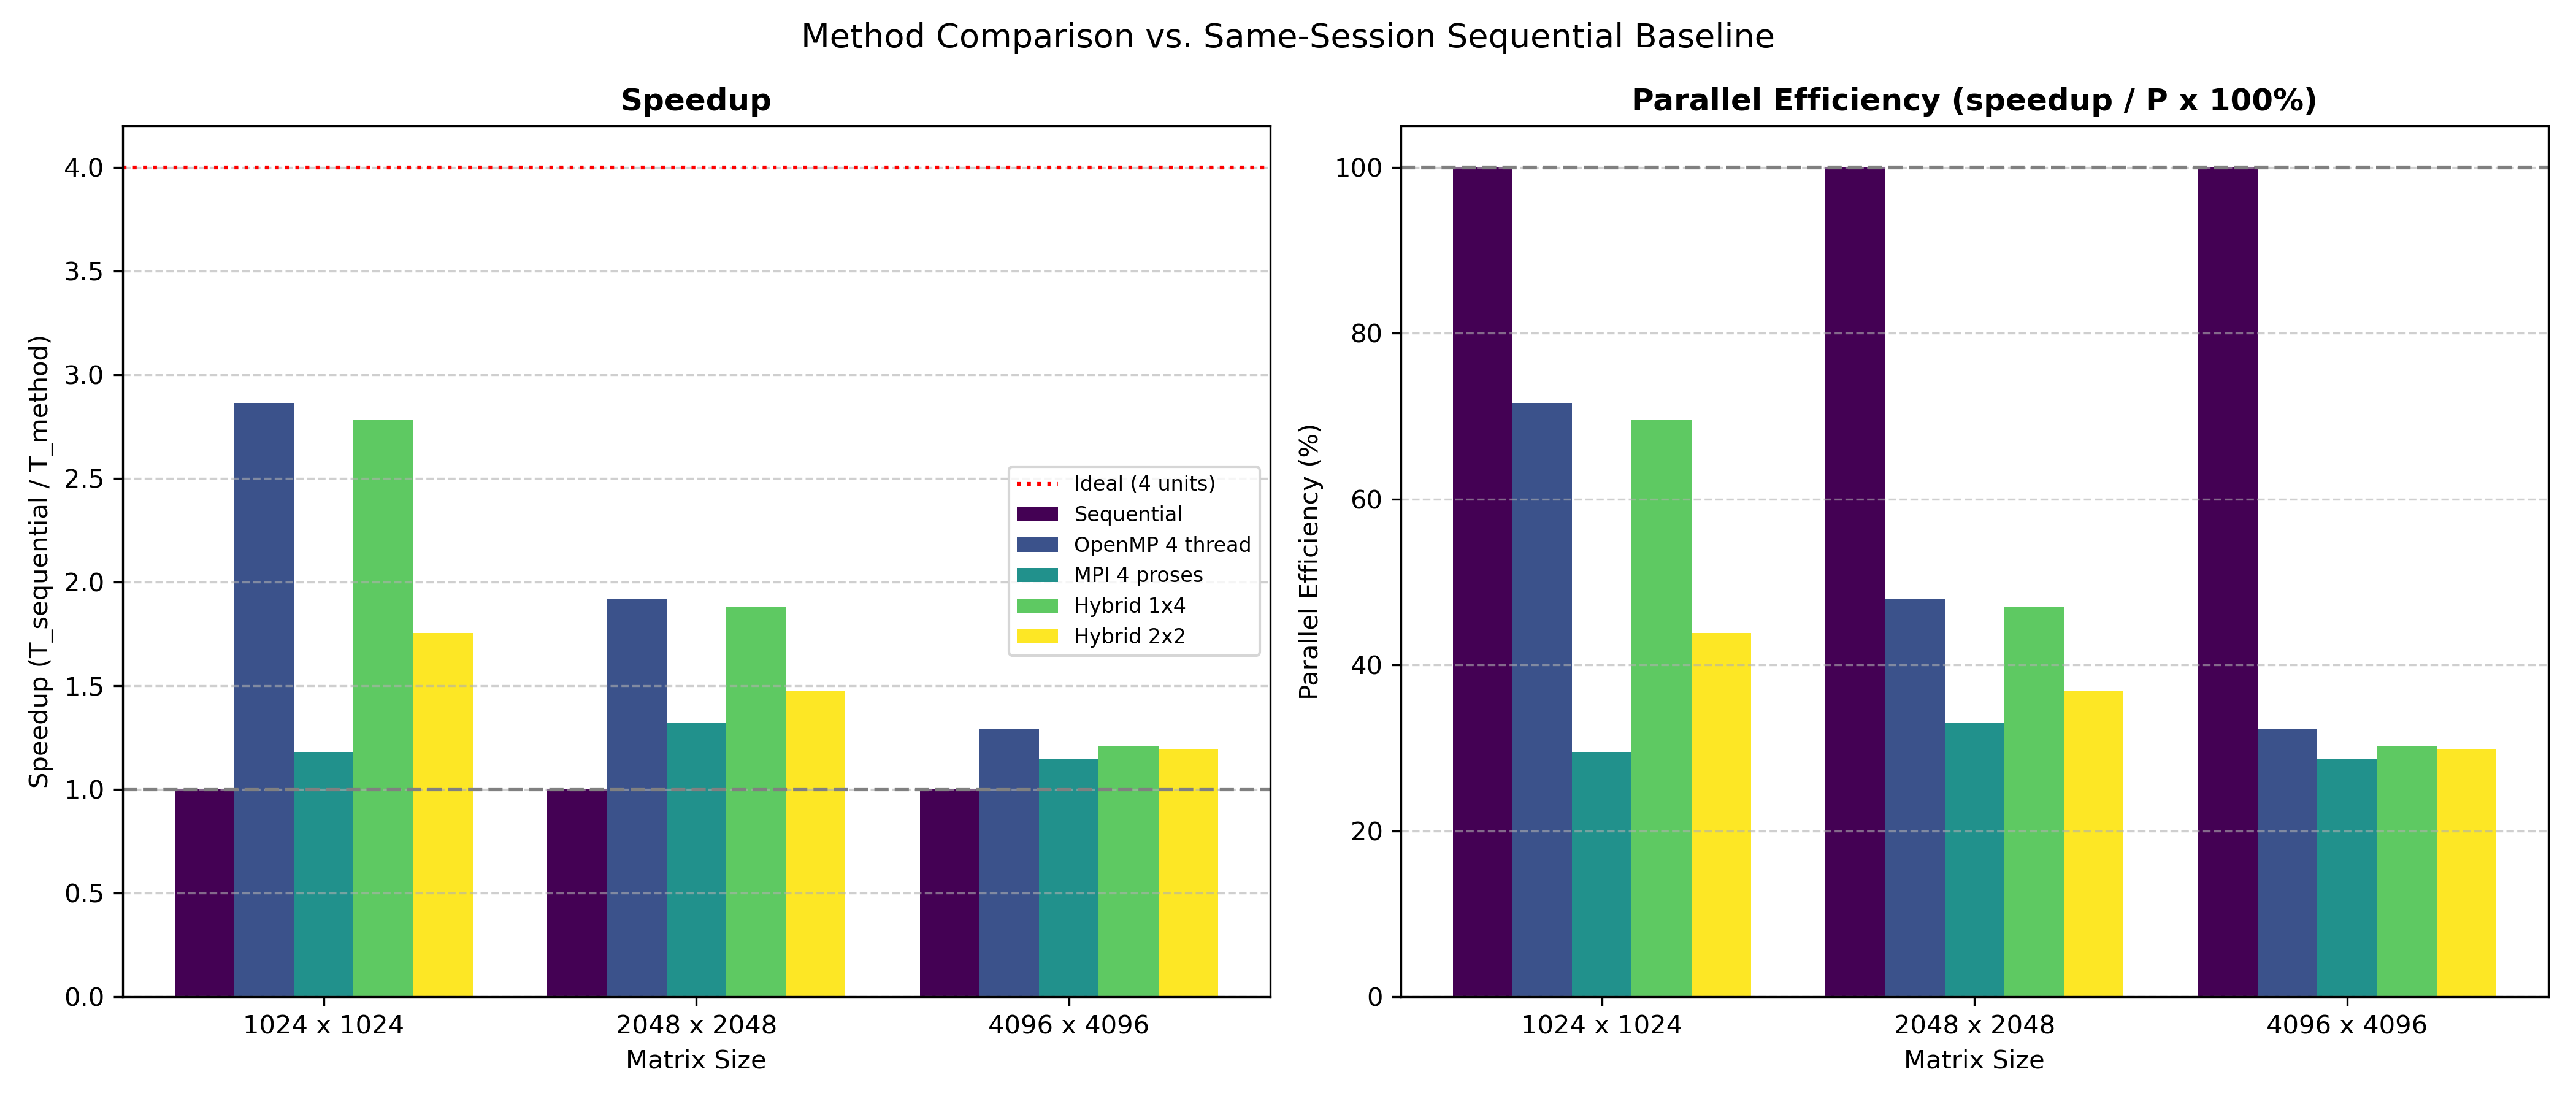 Method Comparison vs. Same-Session Sequential Baseline
Speedup
Speedup (T_sequential / T_method)
4.0
3.5
3.0
2.5
2.0
1.5
1.0
0.5
0.0
Ideal (4 units)
Sequential
OpenMP 4 thread
MPI 4 proses
Hybrid 1x4
Hybrid 2x2
1024 x 1024
2048 x 2048
4096 x 4096
Matrix Size
Parallel Efficiency (speedup / P x 100%)
Parallel Efficiency (%)
100
80
60
40
20
0
1024 x 1024
2048 x 2048
4096 x 4096
Matrix Size